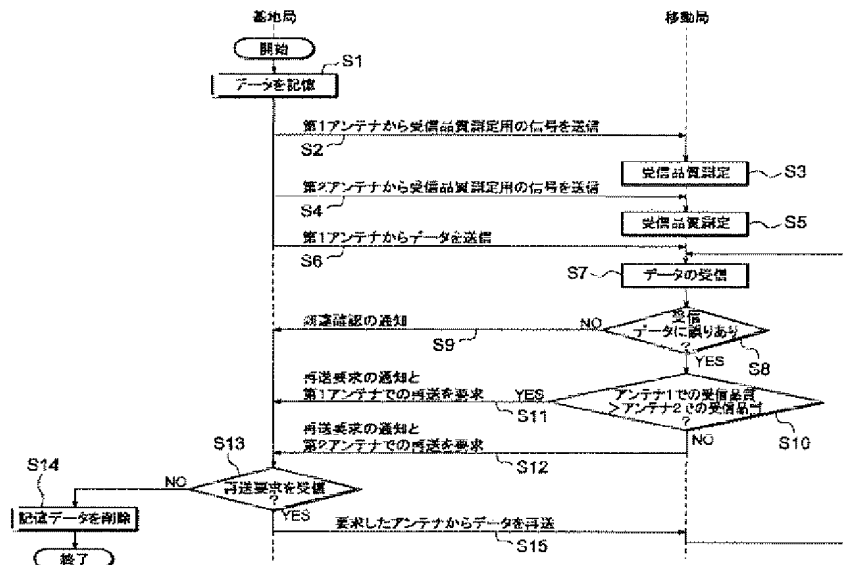 基地局
移動局
開始
S1
データを記憶
第1アンテナから受信品質測定用の信号を送信
S2
受信品質測定
S3
第2アンテナから受信品質測定用の信号を送信
S4
受信品質測定
S5
第1アンテナからデータを送信
S6
S7
データの受信
受信
データに誤りあり
?
S8
NO
YES
送達確認の通知
S9
アンテナ1での受信品質
>アンテナ2での受信品質
?
S10
YES
NO
再送要求の通知と
第1アンテナでの再送を要求
S11
再送要求の通知と
第2アンテナでの再送を要求
S12
S13
再送要求を受信
?
NO
YES
S14
記憶データを削除
終了
要求したアンテナからデータを再送
S15